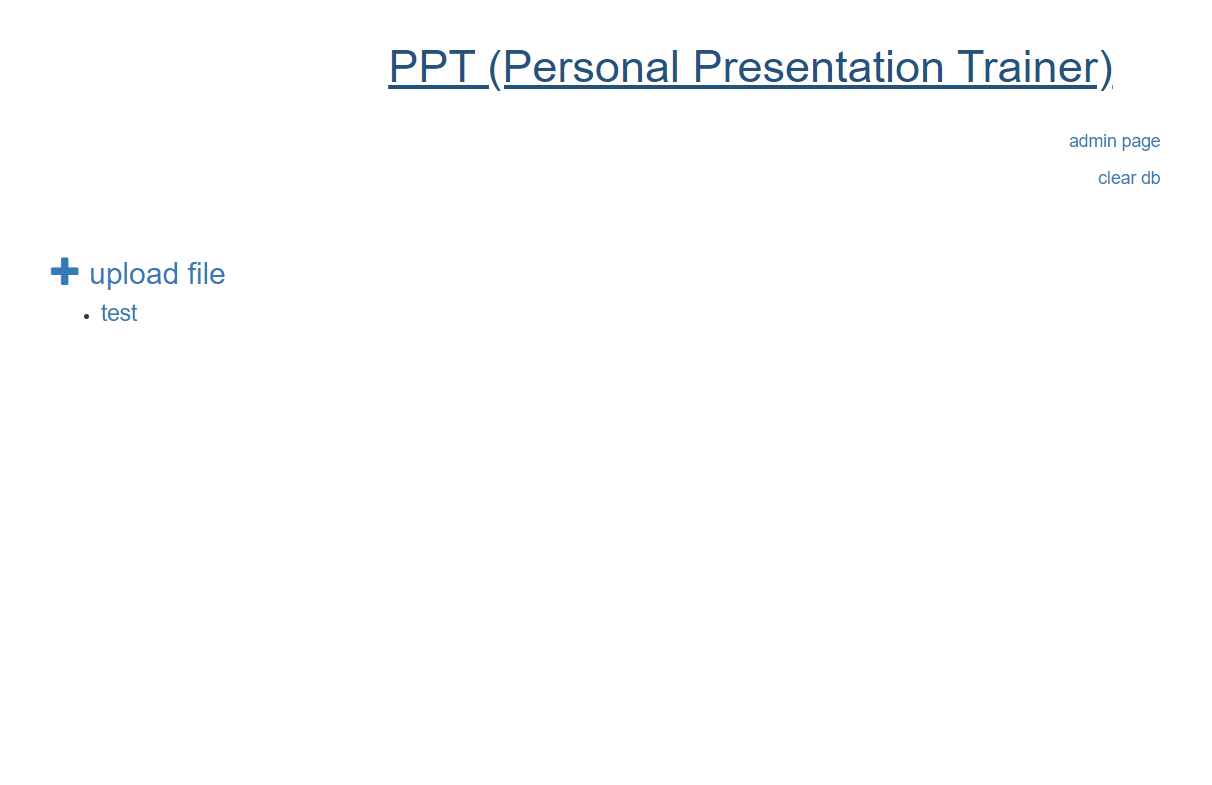 PPT (Personal Presentation Trainer)
admin page
clear db
upload file
test